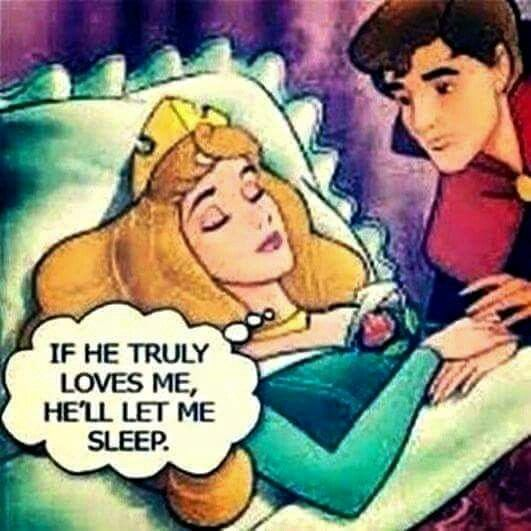 IF HE TRULY
LOVES ME,
HE'LL LET ME
SLEEP.